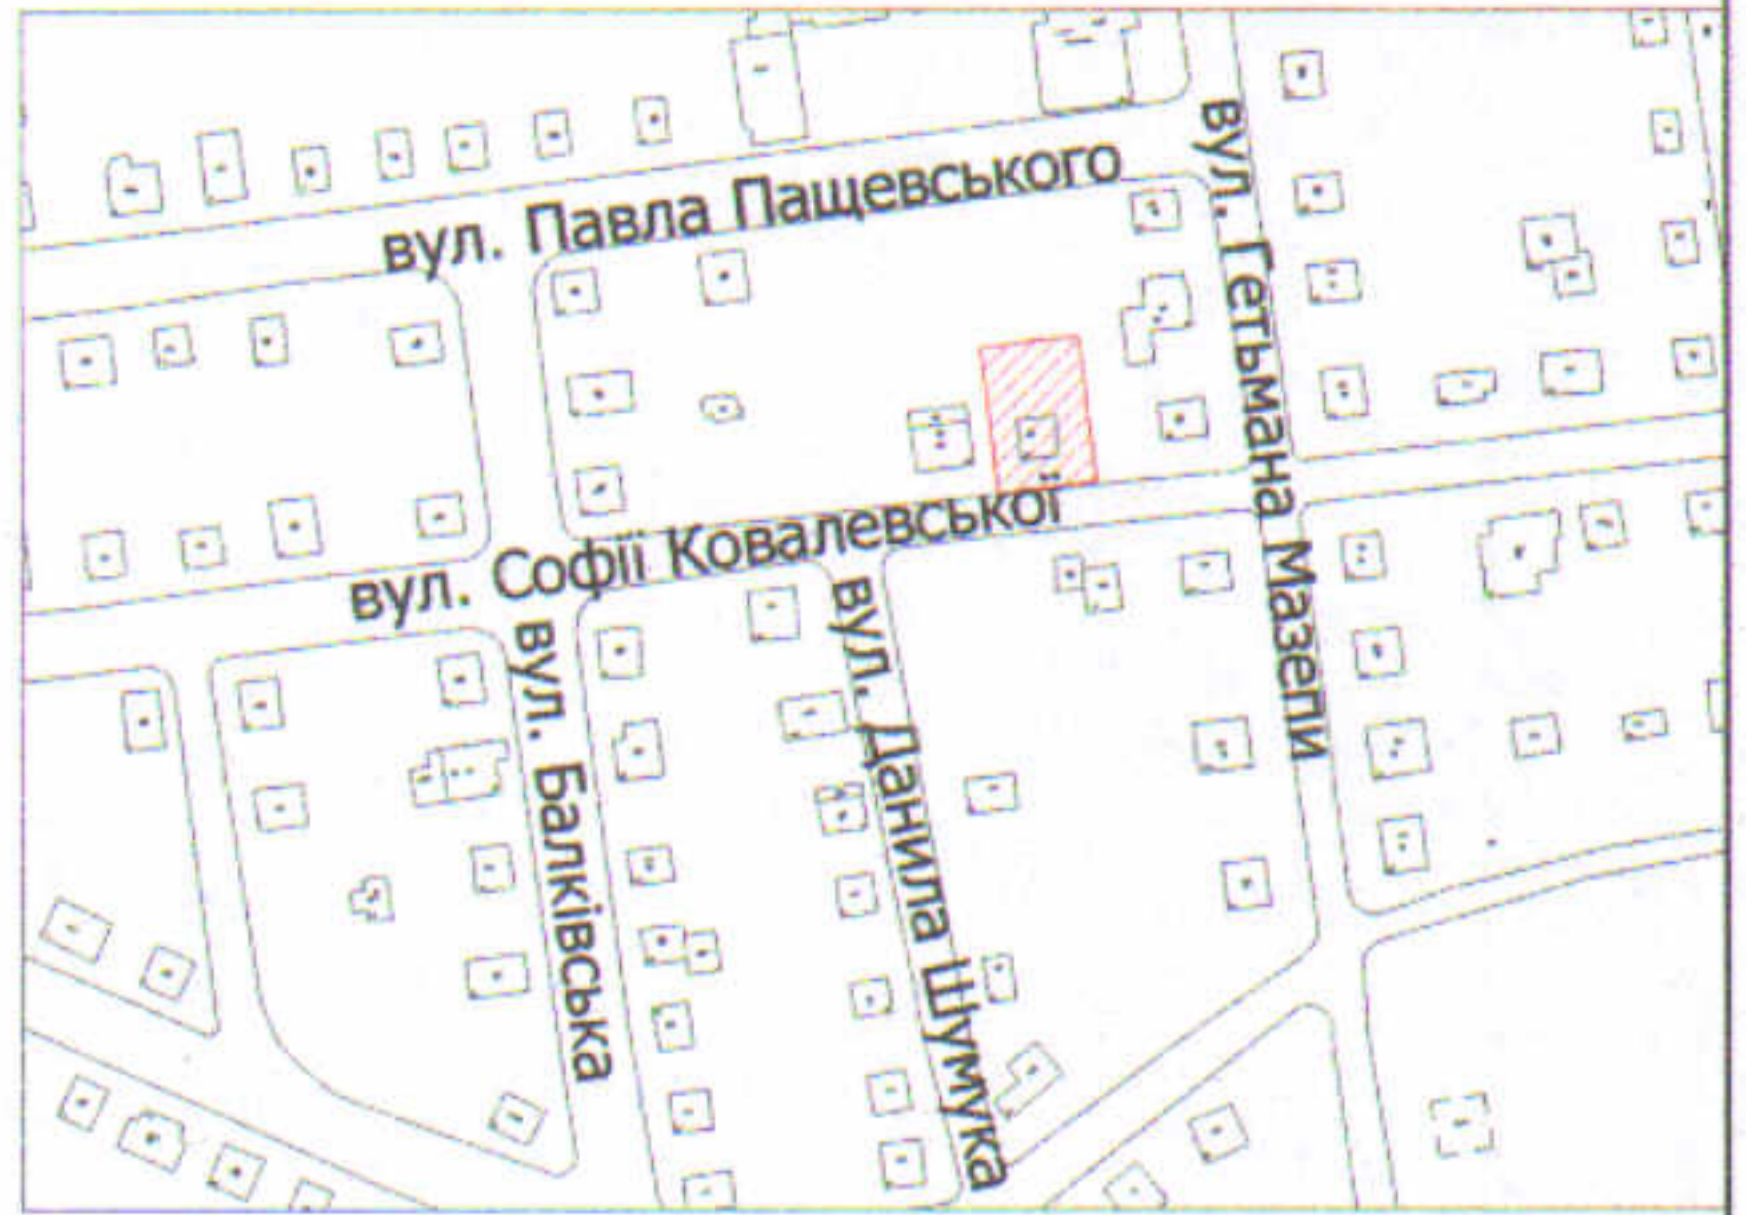 вул. Павла Пащевського
вул. Гетьмана Мазепи
вул. Софії Ковалевської
вул. Балківська
вул. Данила Шумука